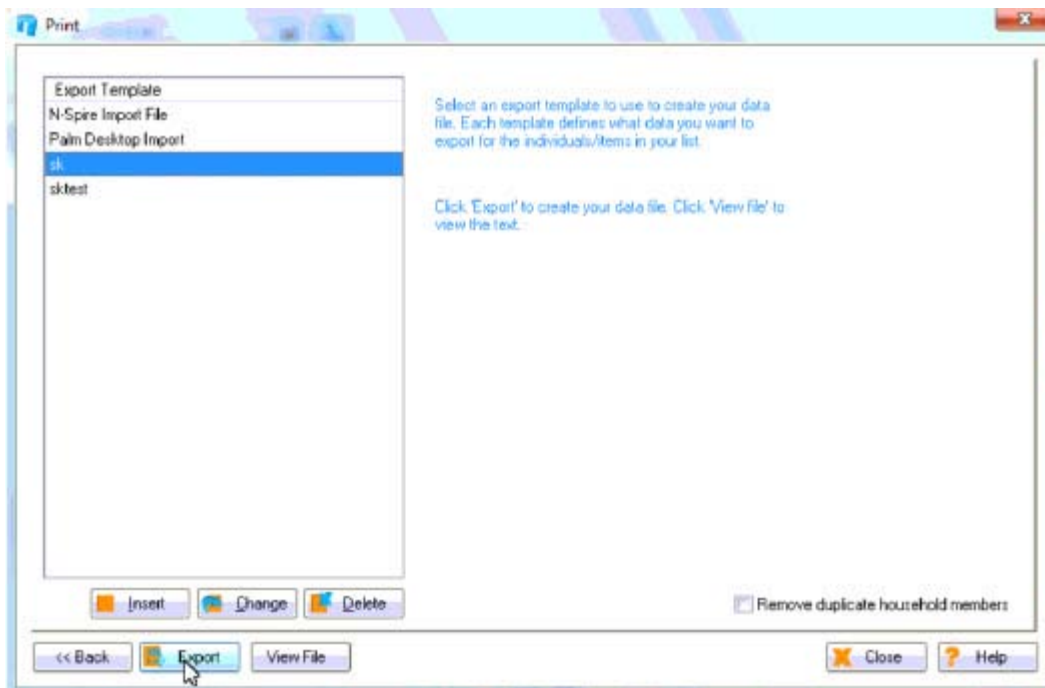 Print
Export Template
N-Spire Import File
Palm Desktop Import
sk
sktest
Select an export template to use to create your data
file. Each template defines what data you want to
export for the individuals/items in your list.
Click 'Export' to create your data file. Click 'View file' to
view the text.
Insert Change Delete
Remove duplicate household members
<< Back Export View File Close ? Help